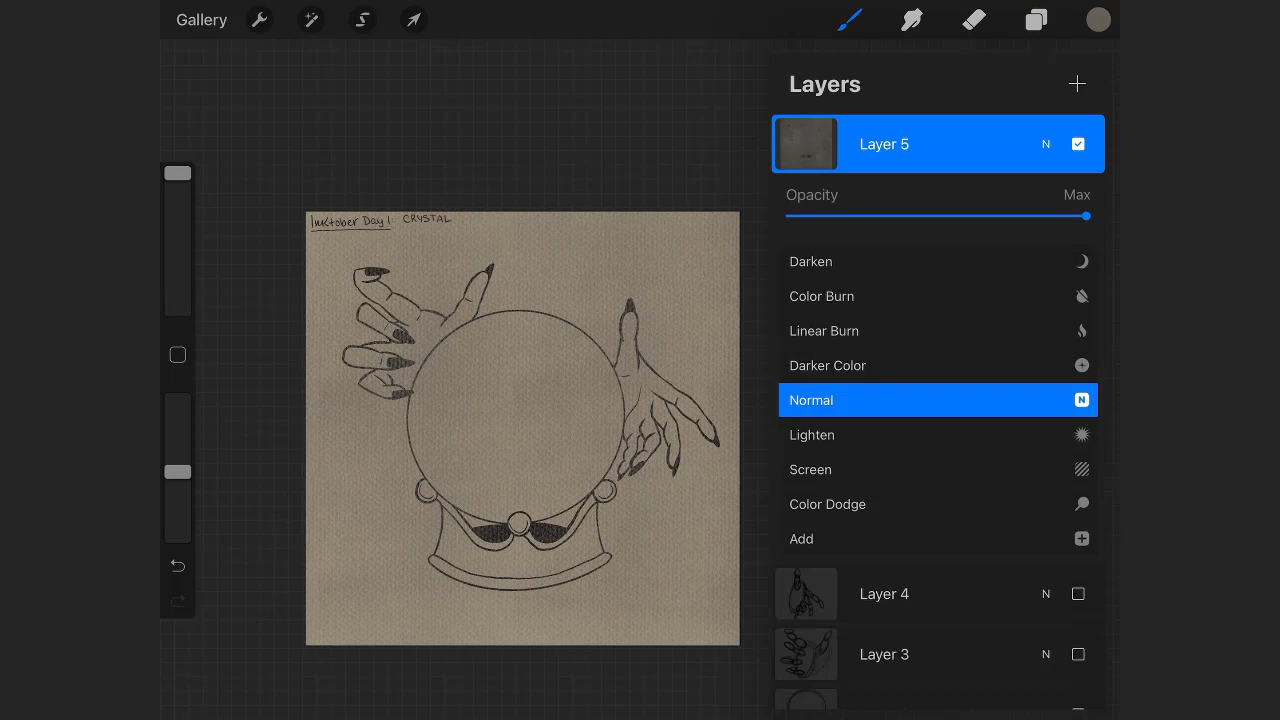 Gallery
Layers
Layer 5 N
Opacity Max
Inktober Day 1: CRYSTAL
Darken
Color Burn
Linear Burn
Darker Color
Normal N
Lighten
Screen
Color Dodge
Add
Layer 4 N
Layer 3 N